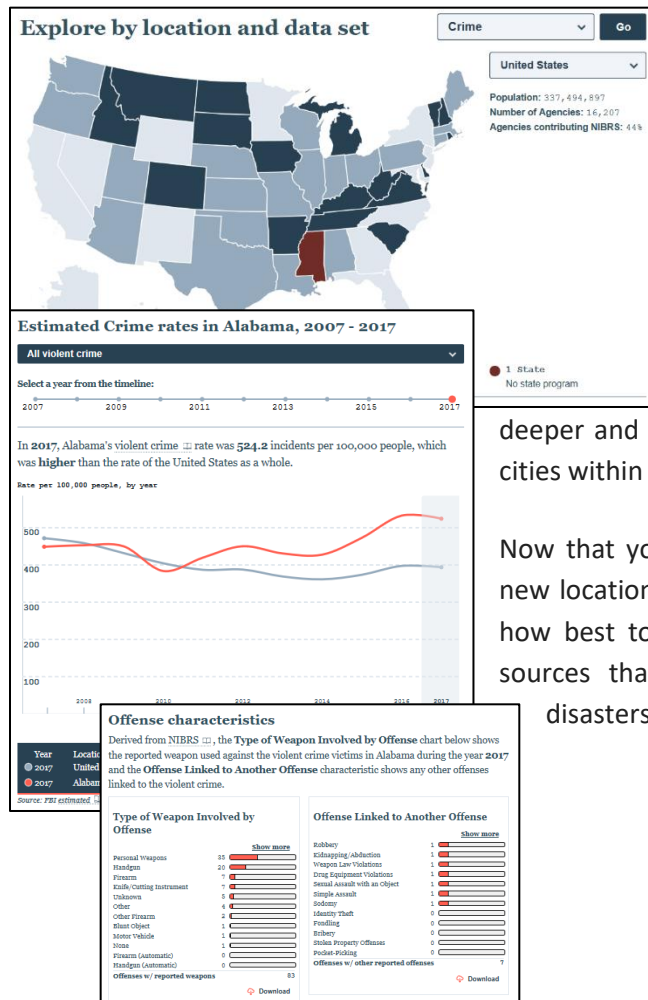 Explore by location and data set
Crime
Go
United States
Population: 337,494,897
Number of Agencies: 16,207
Agencies contributing NIBRS: 44%
1 State
No state program
Estimated Crime rates in Alabama, 2007 - 2017
All violent crime
Select a year from the timeline:
2007 2009 2011 2013 2015 2017
In 2017, Alabama's violent crime rate was 524.2 incidents per 100,000 people, which
was higher than the rate of the United States as a whole.
Rate per 100,000 people, by year
500
400
300
200
100
2008 2010 2012 2014 2016 2017
Year Locatio
2017 United
2017 Alabam
Source: FBI estimated
deeper and
cities within
Now that yo
new location
how best to
sources tha
disasters
Offense characteristics
Derived from NIBRS, the Type of Weapon Involved by Offense chart below shows
the reported weapon used against the violent crime victims in Alabama during the year 2017
and the Offense Linked to Another Offense characteristic shows any other offenses
linked to the violent crime.
Type of Weapon Involved by
Offense
Show more
Personal Weapons 35
Handgun 20
Firearm 7
Knife/Cutting Instrument 7
Unknown 5
Other 4
Other Firearm 2
Blunt Object 1
Motor Vehicle 1
None 1
Firearm (Automatic) 0
Handgun (Automatic) 0
Offenses w/ reported weapons 83
Download
Offense Linked to Another Offense
Show more
Robbery 1
Kidnapping/Abduction 1
Weapon Law Violations 1
Drug Equipment Violations 1
Sexual Assault with an Object 1
Simple Assault 1
Sodomy 1
Identity Theft 0
Fondling 0
Bribery 0
Stolen Property Offenses 0
Pocket-Picking 0
Offenses w/ other reported offenses 7
Download